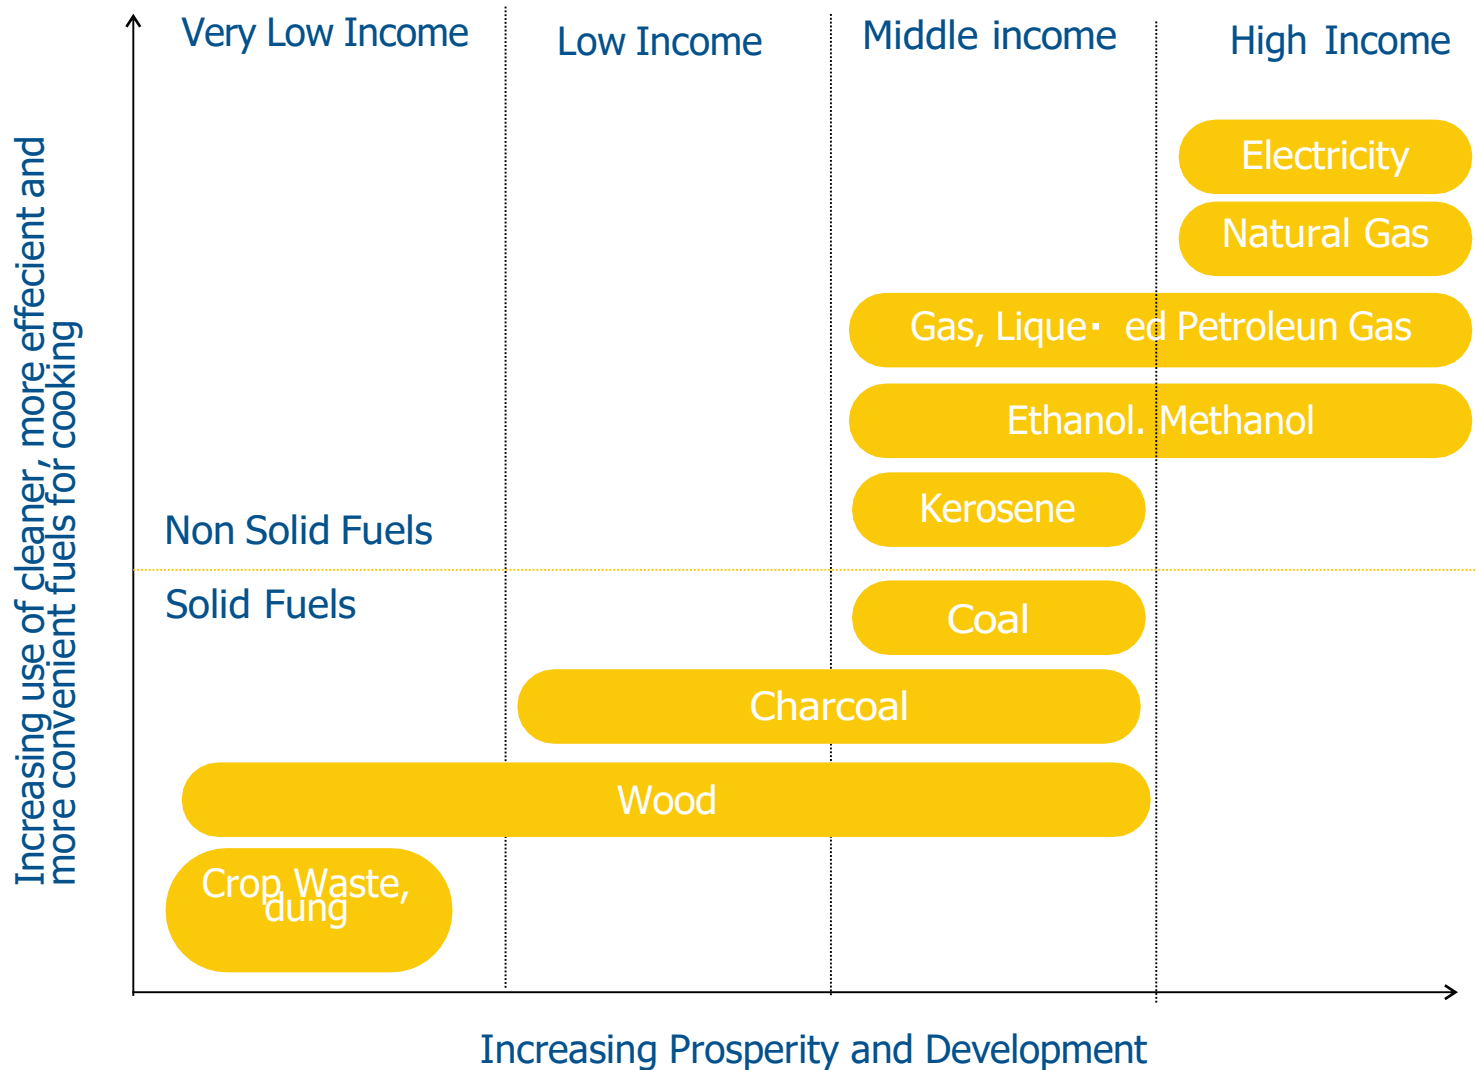 Very Low Income
Low Income
Middle income
High Income
Increasing use of cleaner, more effecient and
more convenient fuels for cooking
Electricity
Natural Gas
Gas, Lique· ed Petroleun Gas
Ethanol. Methanol
Kerosene
Non Solid Fuels
Solid Fuels
Coal
Charcoal
Wood
Crop Waste,
dung
Increasing Prosperity and Development